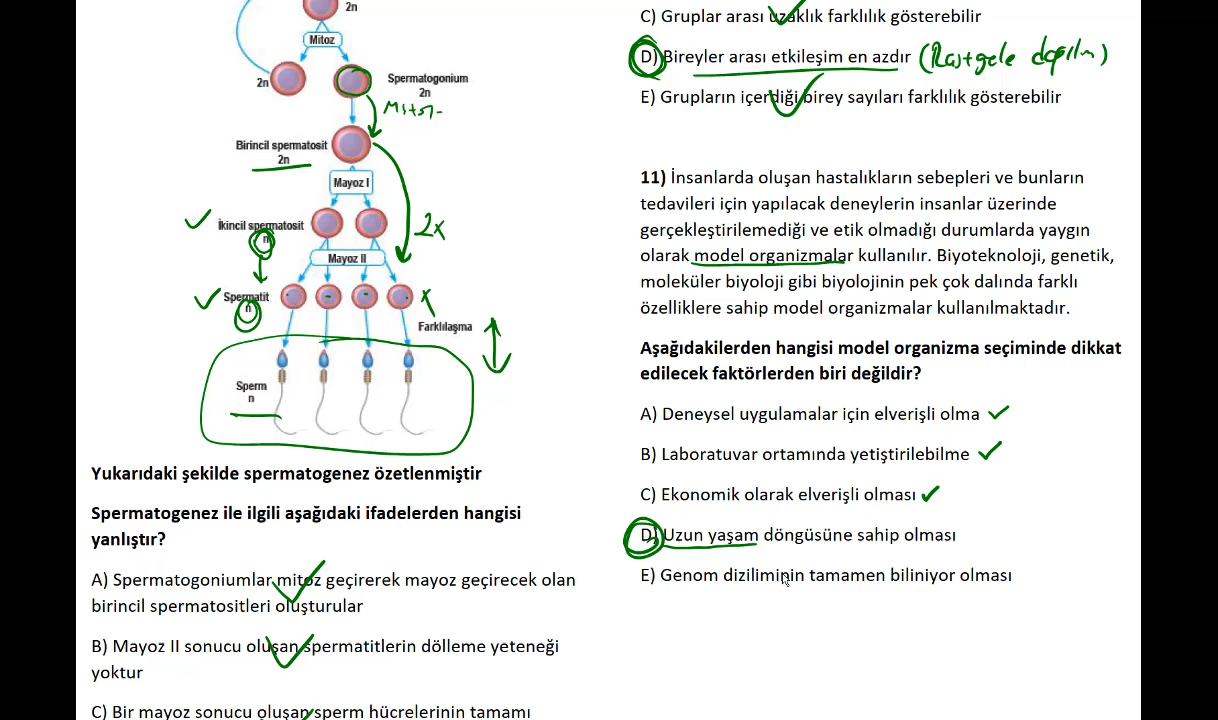 2n
Mitoz
2n
Spermatogonium
2n
Mitoz
Birincil spermatosit
2n
Mayoz I
İkincil spermatosit
n
2x
Mayoz II
Spermatit
n
x
Farklılaşma
Sperm
n
Yukarıdaki şekilde spermatogenez özetlenmiştir
Spermatogenez ile ilgili aşağıdaki ifadelerden hangisi
yanlıştır?
A) Spermatogoniumlar mitoz geçirerek mayoz geçirecek olan
birincil spermatositleri oluştururlar
B) Mayoz II sonucu oluşan spermatitlerin dölleme yeteneği
yoktur
C) Bir mayoz sonucu oluşan sperm hücrelerinin tamamı
C) Gruplar arası uzaklık farklılık gösterebilir
D) Bireyler arası etkileşim en azdır (Rastgele dağılım)
E) Grupların içerdiği birey sayıları farklılık gösterebilir
11) İnsanlarda oluşan hastalıkların sebepleri ve bunların
tedavileri için yapılacak deneylerin insanlar üzerinde
gerçekleştirilemediği ve etik olmadığı durumlarda yaygın
olarak model organizmalar kullanılır. Biyoteknoloji, genetik,
moleküler biyoloji gibi biyolojinin pek çok dalında farklı
özelliklere sahip model organizmalar kullanılmaktadır.
Aşağıdakilerden hangisi model organizma seçiminde dikkat
edilecek faktörlerden biri değildir?
A) Deneysel uygulamalar için elverişli olma
B) Laboratuvar ortamında yetiştirilebilme
C) Ekonomik olarak elverişli olması
D) Uzun yaşam döngüsüne sahip olması
E) Genom diziliminin tamamen biliniyor olması